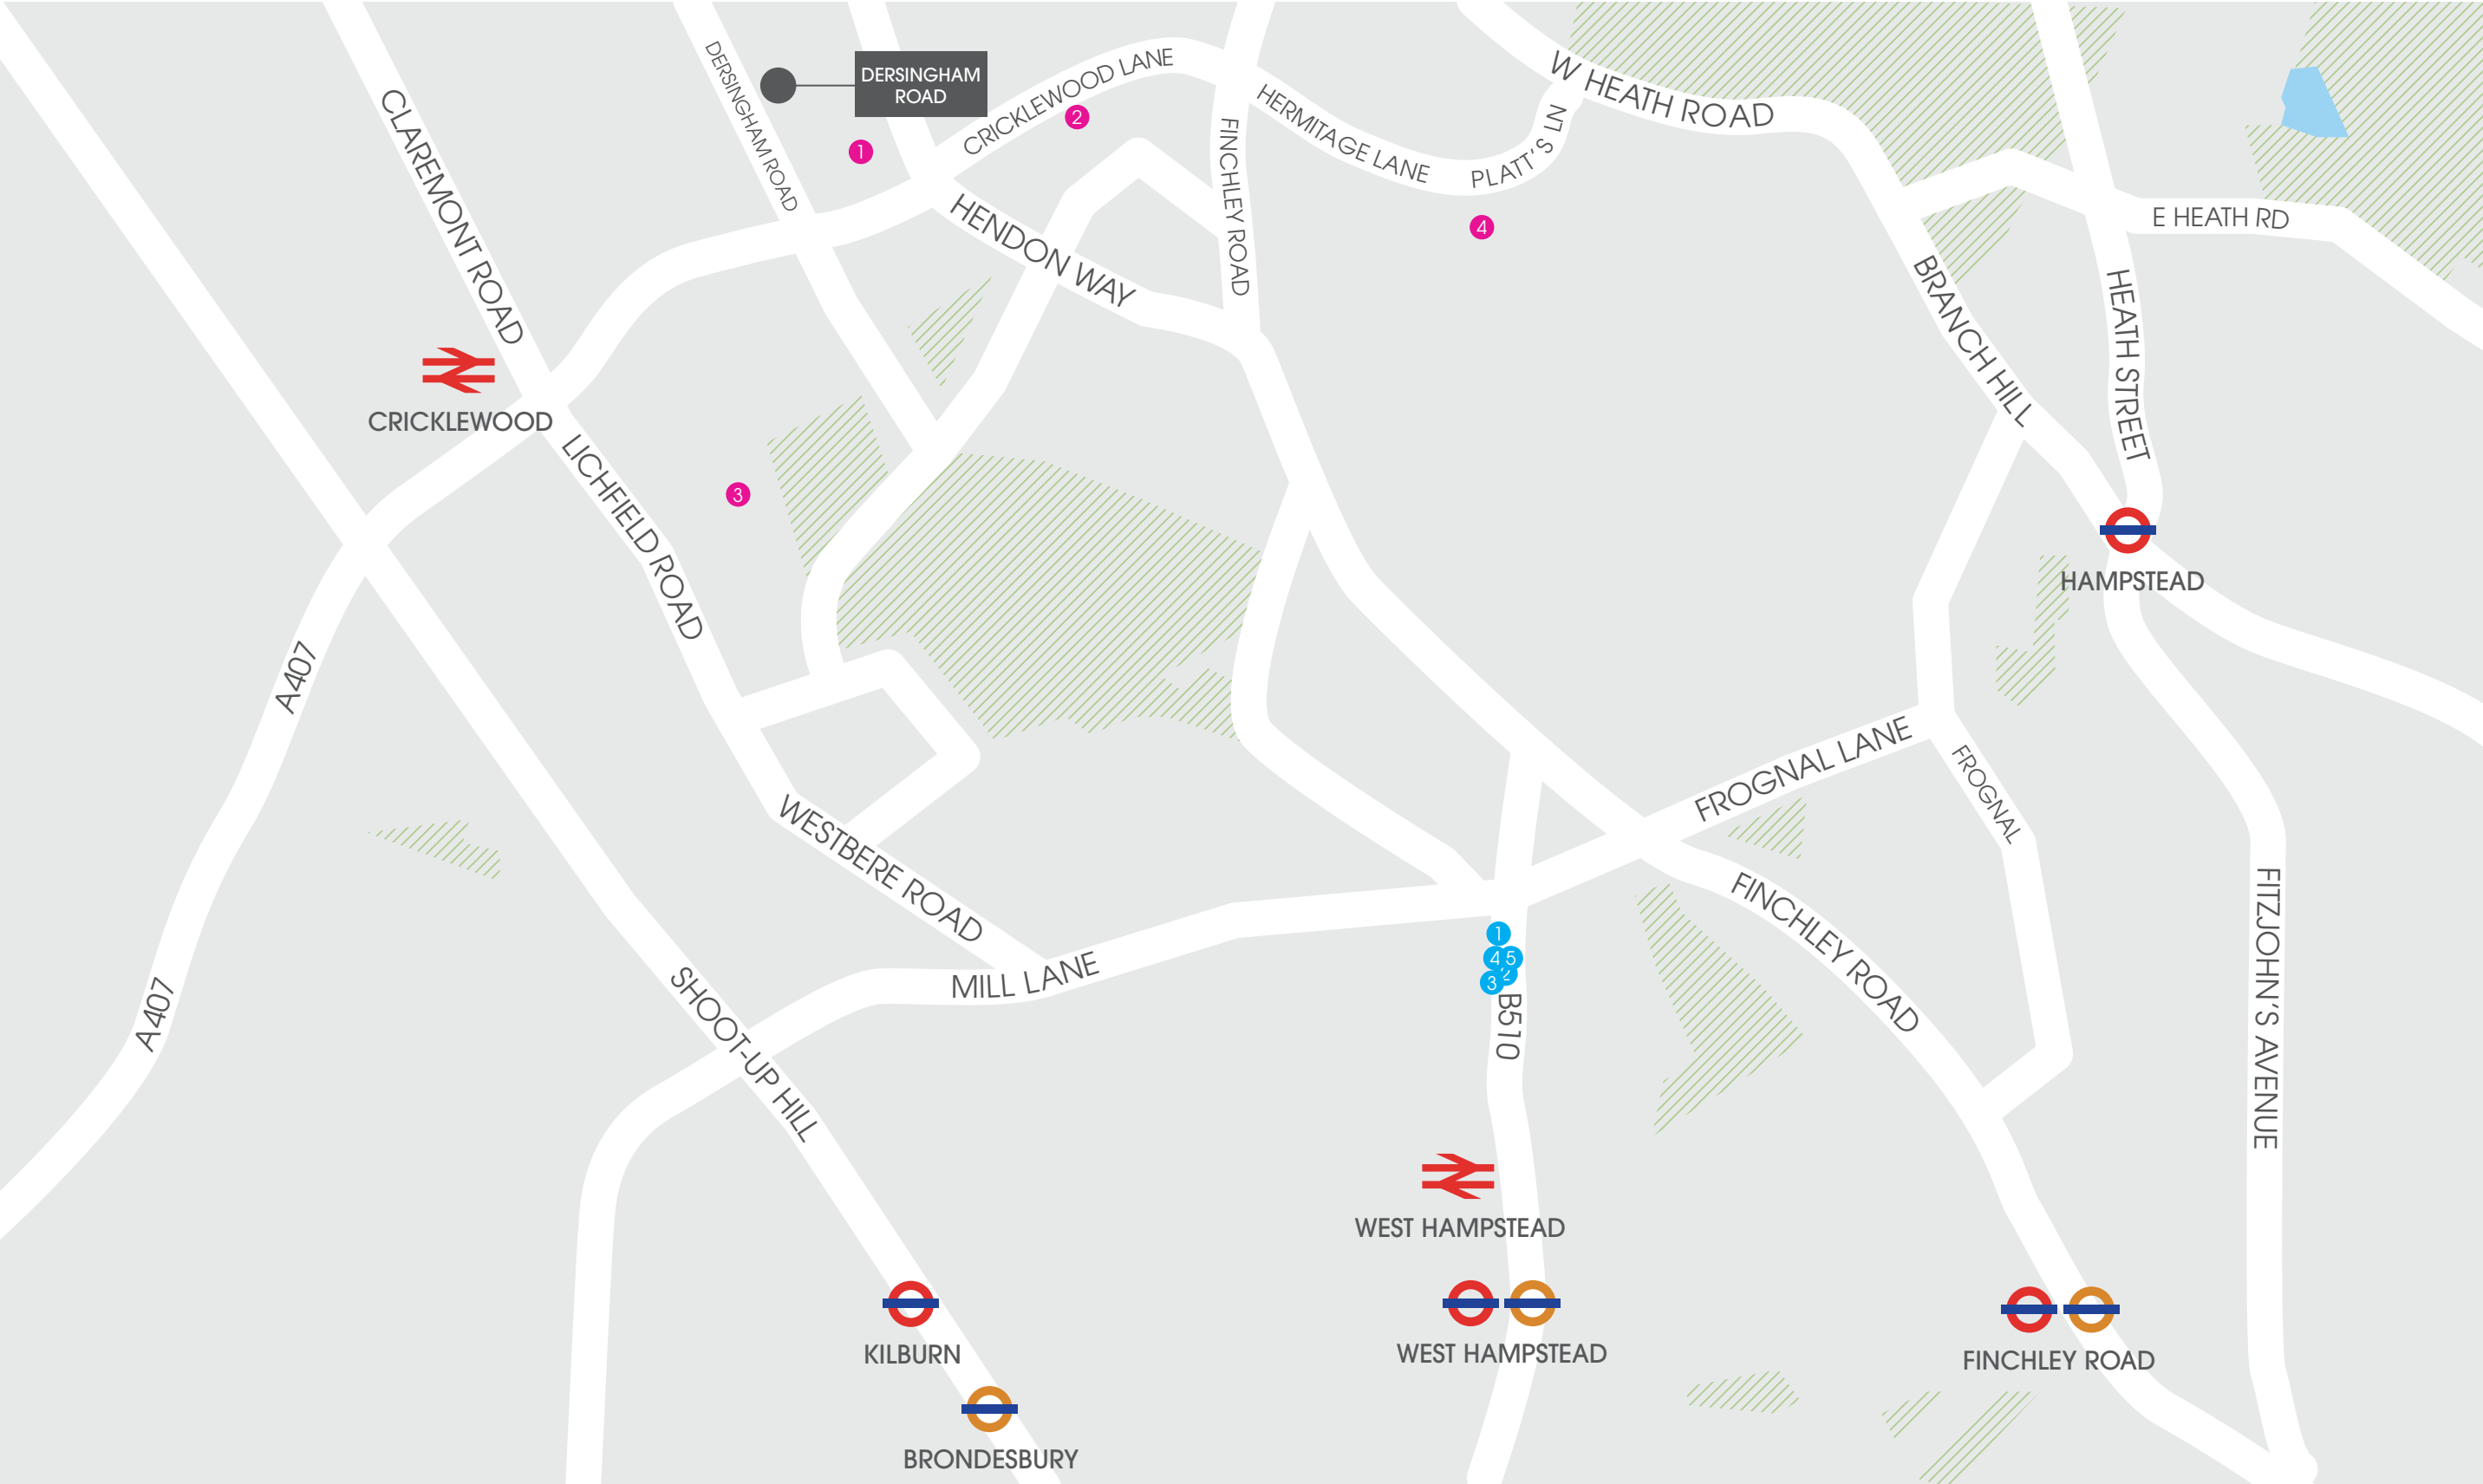 DERSINGHAM
ROAD
DERSINGHAM ROAD
CLAREMONT ROAD
CRICKLEWOOD LANE
HERMITAGE LANE
PLATT'S LN
W HEATH ROAD
1
2
4
FINCHLEY ROAD
HENDON WAY
E HEATH RD
BRANCH HILL
HEATH STREET
CRICKLEWOOD
LICHFIELD ROAD
3
HAMPSTEAD
A407
FROGNAL LANE
FROGNAL
WESTBERE ROAD
FINCHLEY ROAD
FITZJOHN'S AVENUE
1
4
5
2
3
B510
MILL LANE
A407
SHOOT-UP HILL
WEST HAMPSTEAD
KILBURN
WEST HAMPSTEAD
FINCHLEY ROAD
BRONDESBURY